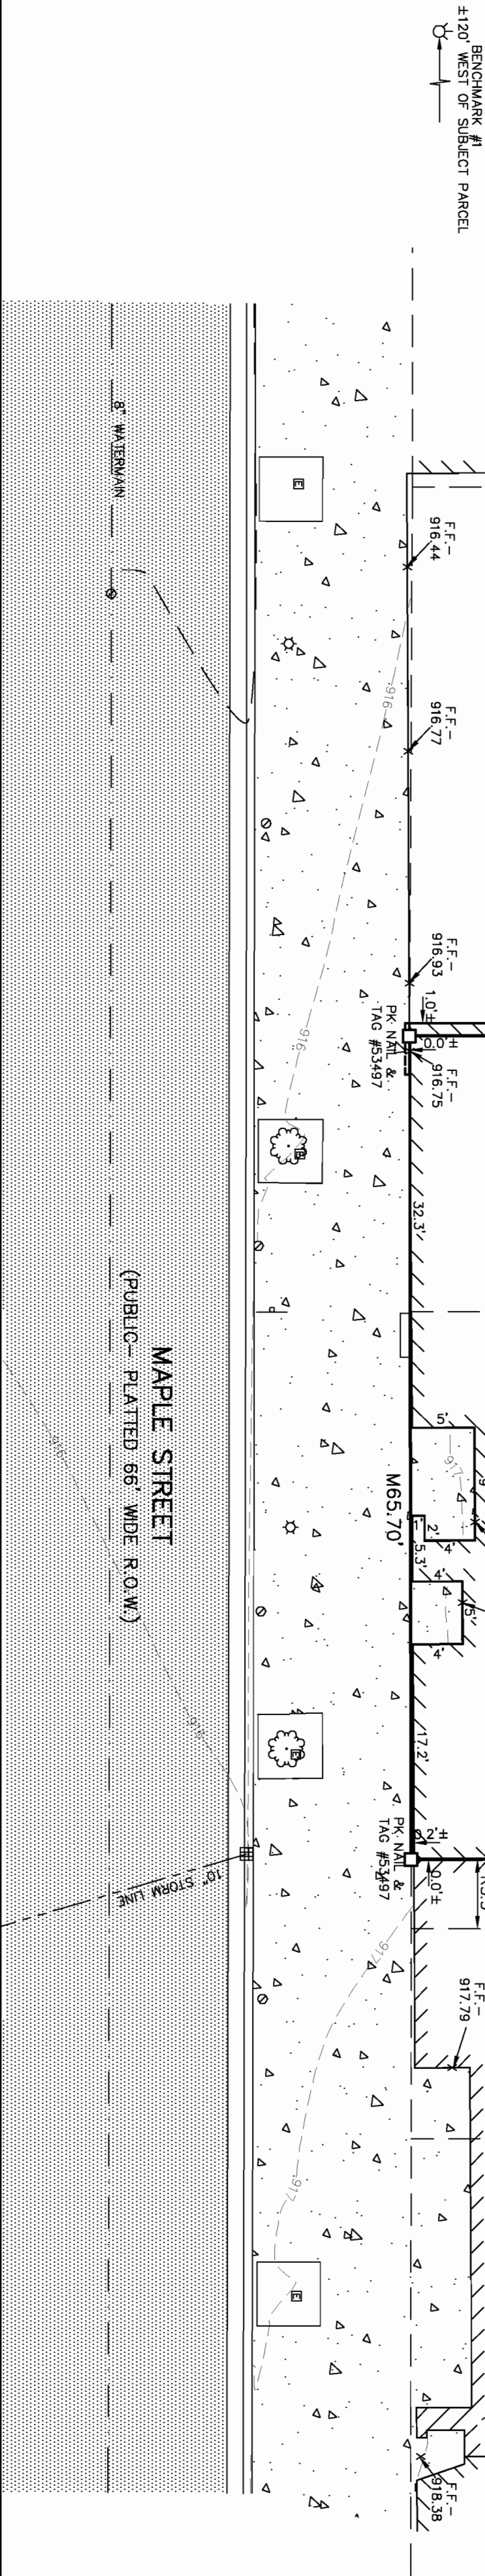 BENCHMARK #1
±120' WEST OF SUBJECT PARCEL
8" WATERMAIN
F.F.-
916.44
F.F.-
916.77
F.F.-
916.93
F.F.-
916.75
1.0'±
0.0'±
PK NAIL &
TAG #53497
916
916
E
E
E
E
32.3'
5'
917
2'
4'
5.3'
4'
5'
4'
M65.70'
17.2'
MAPLE STREET
(PUBLIC- PLATTED 66' WIDE R.O.W.)
PK NAIL &
TAG #53497
0.2'±
0.0'±
10" STORM LINE
917
917
F.F.-
917.79
F.F.-
918.38